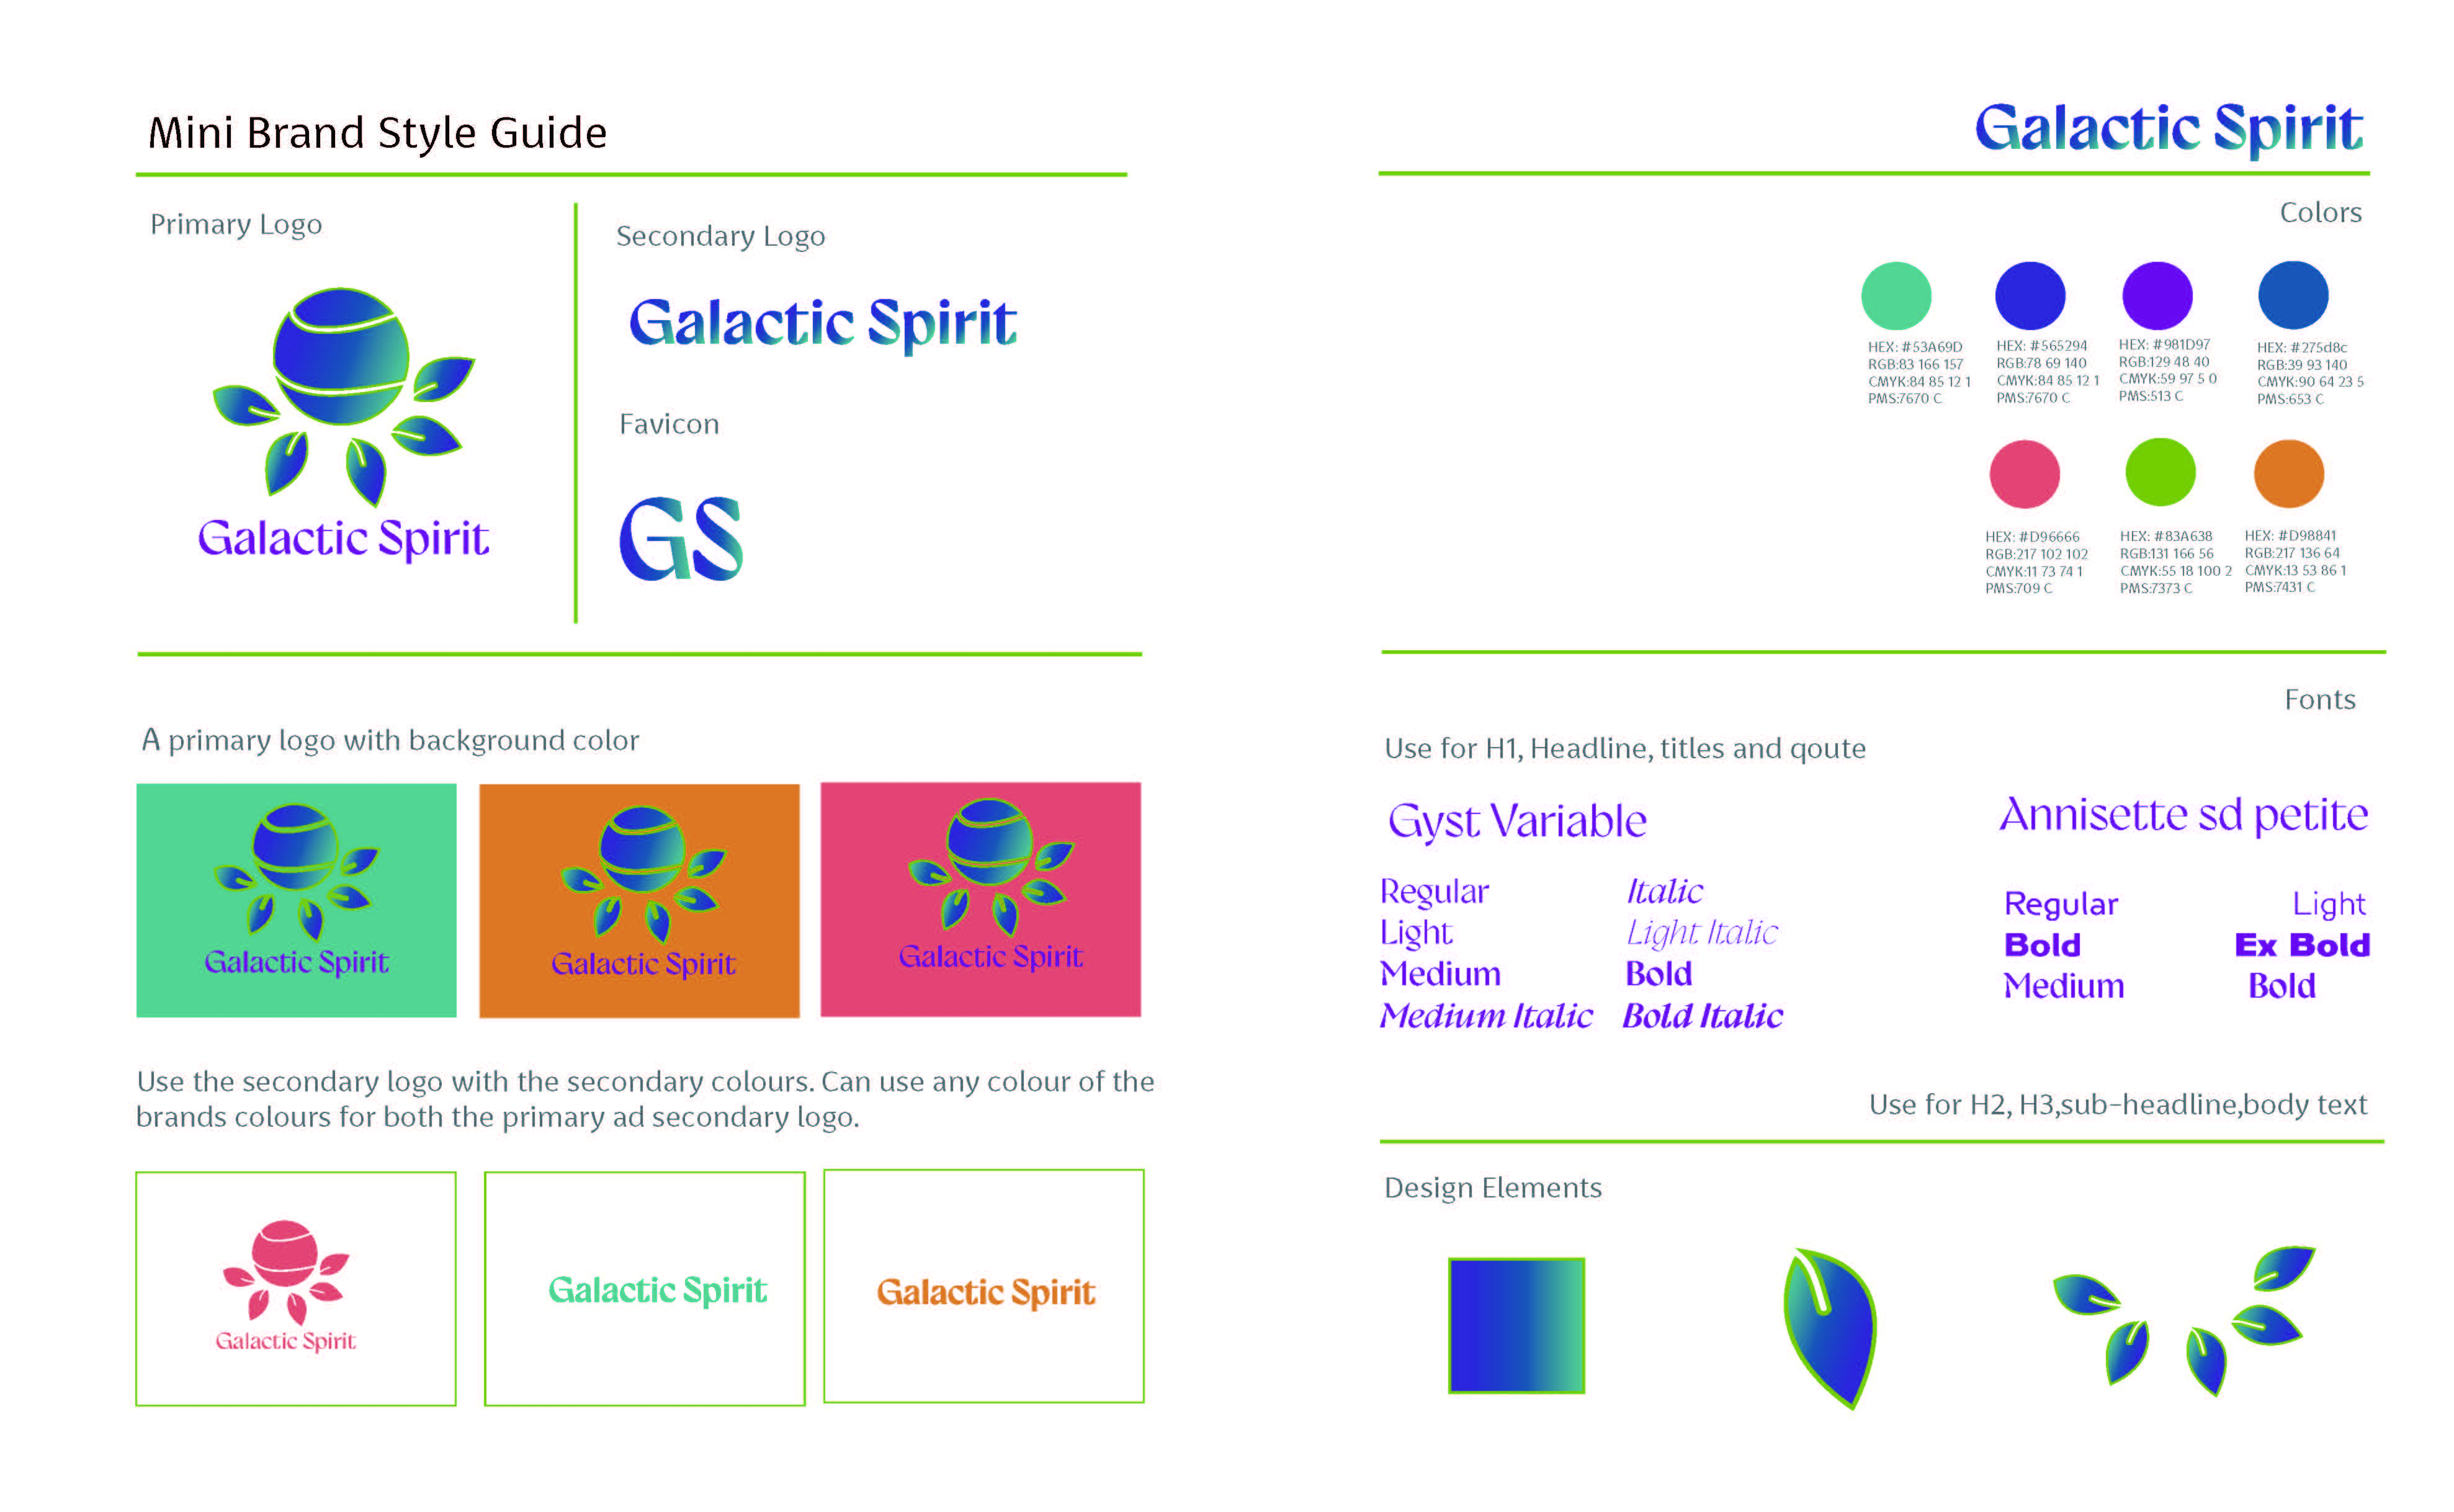 Mini Brand Style Guide
Primary Logo
Galactic Spirit
Secondary Logo
Galactic Spirit
Favicon
GS
A primary logo with background color
Galactic Spirit
Galactic Spirit
Galactic Spirit
Use the secondary logo with the secondary colours. Can use any colour of the
brands colours for both the primary ad secondary logo.
Galactic Spirit
Galactic Spirit
Galactic Spirit
Galactic Spirit
Colors
HEX: #53A69D
RGB:83 166 157
CMYK:84 85 12 1
PMS:7670 C
HEX: #565294
RGB:78 69 140
CMYK:84 85 12 1
PMS:7670 C
HEX: #981D97
RGB:129 48 40
CMYK:59 97 5 0
PMS:513 C
HEX: #275d8c
RGB:39 93 140
CMYK:90 64 23 5
PMS:653 C
HEX: #D96666
RGB:217 102 102
CMYK:11 73 74 1
PMS:709 C
HEX: #83A638
RGB:131 166 56
CMYK:55 18 100 2
PMS:7373 C
HEX: #D98841
RGB:217 136 64
CMYK:13 53 86 1
PMS:7431 C
Fonts
Use for H1, Headline, titles and qoute
Gyst Variable
Regular
Light
Medium
Medium Italic
Italic
Light Italic
Bold
Bold Italic
Annisette sd petite
Regular
Bold
Medium
Light
Ex Bold
Bold
Use for H2, H3,sub-headline,body text
Design Elements